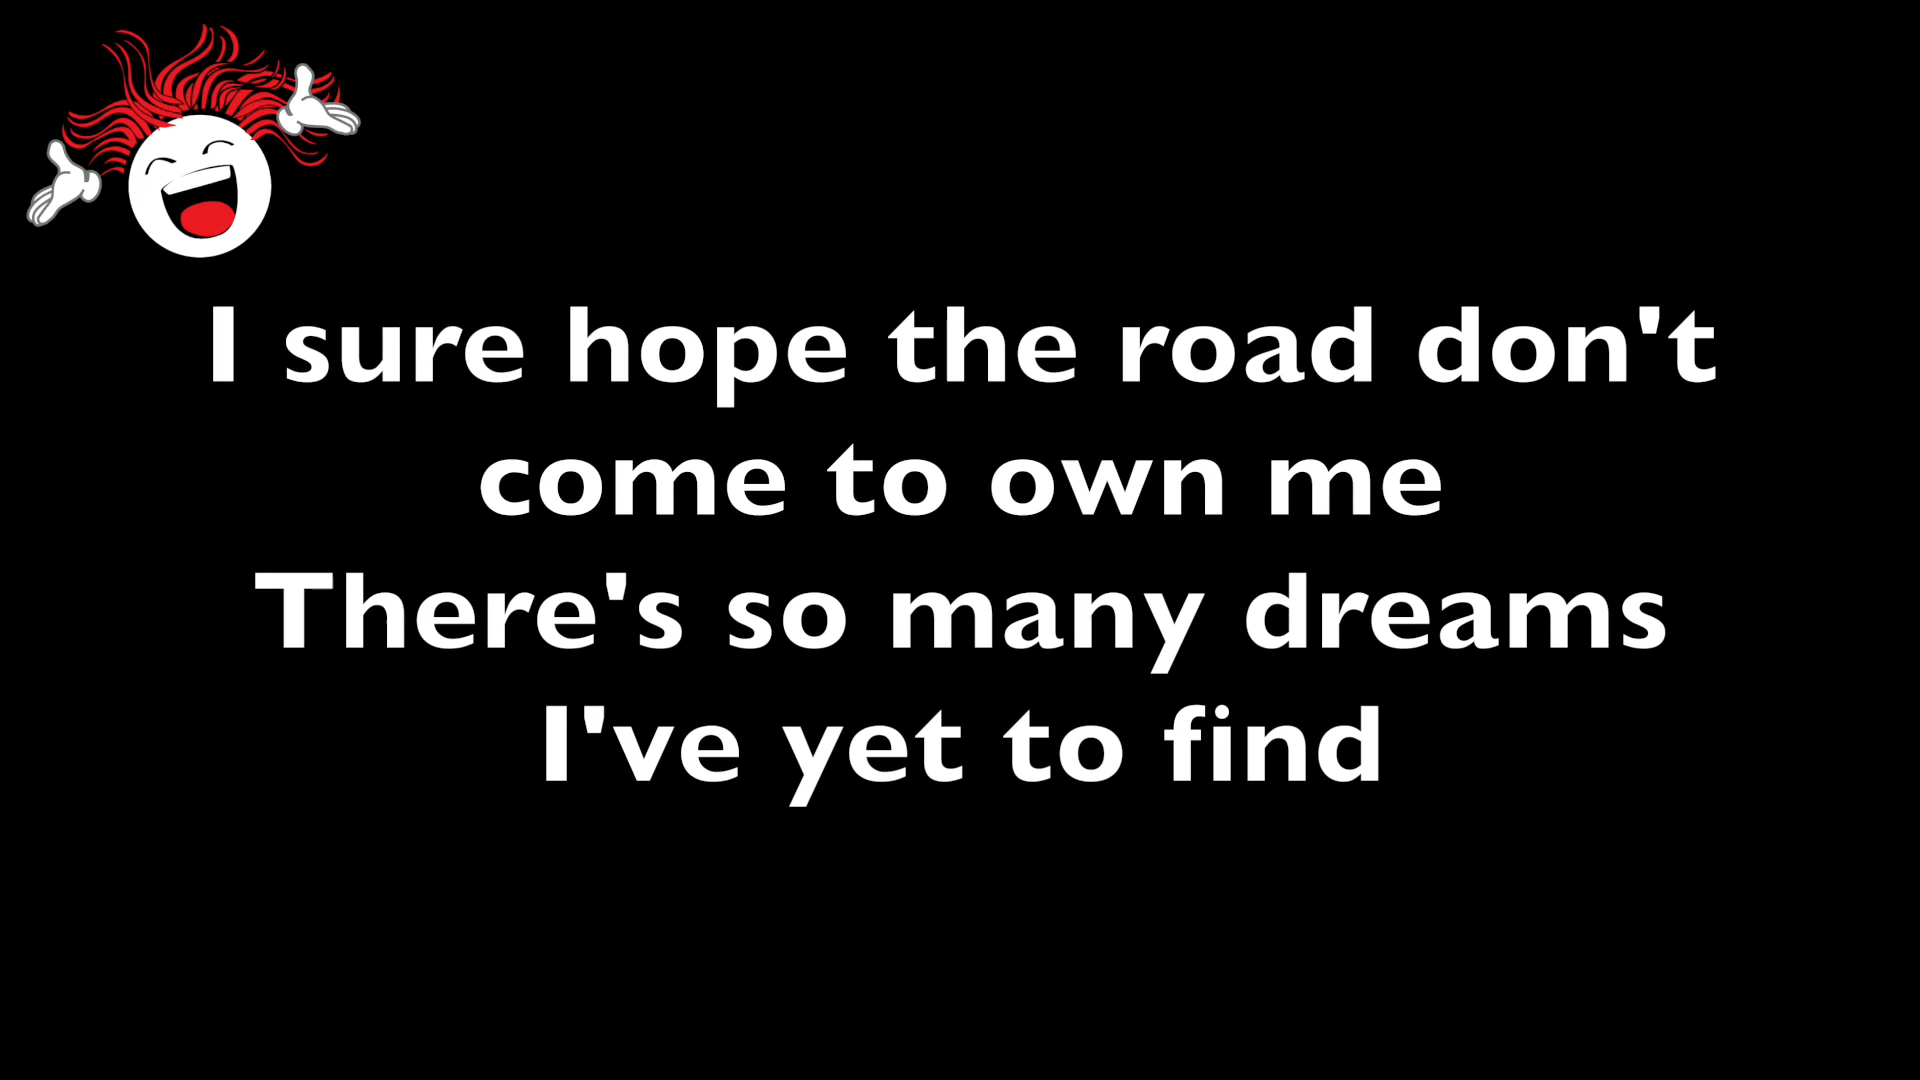 I sure hope the road don't
come to own me
There's so many dreams
I've yet to find